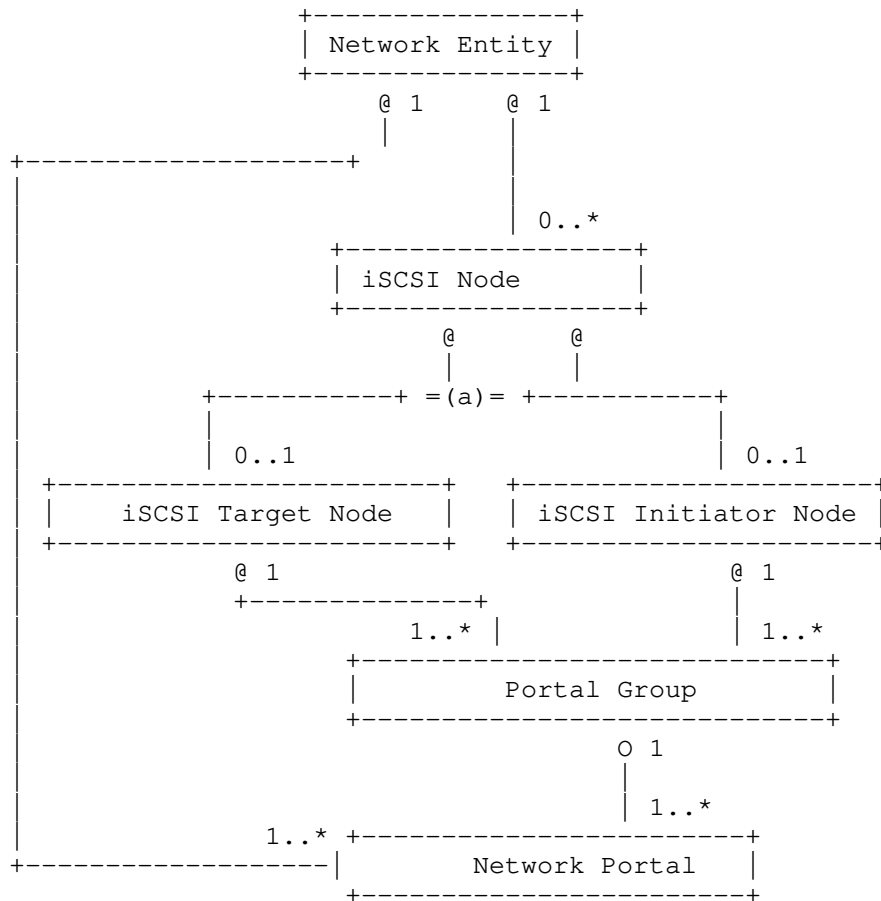 Network Entity
@ 1 @ 1
0..*
iSCSI Node
@ @
=(a)=
0..1 0..1
iSCSI Target Node iSCSI Initiator Node
@ 1 @ 1
1..* 1..*
Portal Group
O 1
1..*
1..*
Network Portal